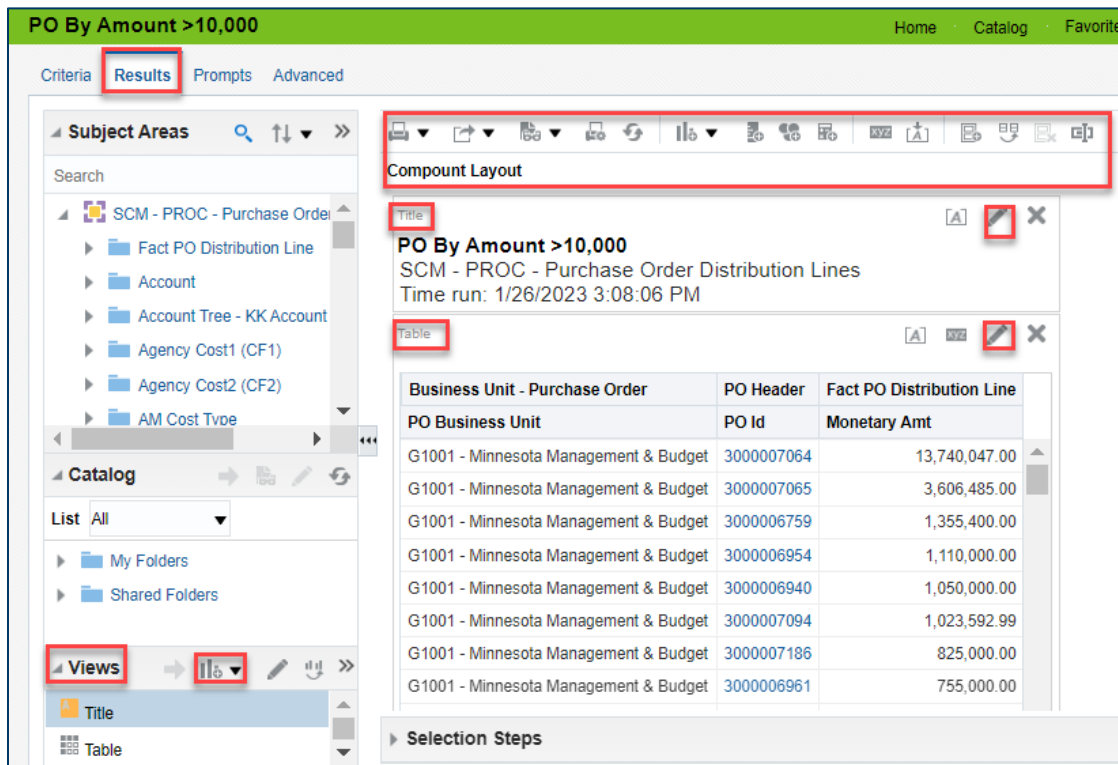 PO By Amount >10,000
Home · Catalog · Favorite
Criteria Results Prompts Advanced
Subject Areas
Search
SCM - PROC - Purchase Order
Fact PO Distribution Line
Account
Account Tree - KK Account
Agency Cost1 (CF1)
Agency Cost2 (CF2)
AM Cost Type
Catalog
List All
My Folders
Shared Folders
Views
Title
Table
xyz [A]
Compount Layout
Title
[A]
PO By Amount >10,000
SCM - PROC - Purchase Order Distribution Lines
Time run: 1/26/2023 3:08:06 PM
Table
[A] xyz
Business Unit - Purchase Order PO Header Fact PO Distribution Line
PO Business Unit PO Id Monetary Amt
G1001 - Minnesota Management & Budget 3000007064 13,740,047.00
G1001 - Minnesota Management & Budget 3000007065 3,606,485.00
G1001 - Minnesota Management & Budget 3000006759 1,355,400.00
G1001 - Minnesota Management & Budget 3000006954 1,110,000.00
G1001 - Minnesota Management & Budget 3000006940 1,050,000.00
G1001 - Minnesota Management & Budget 3000007094 1,023,592.99
G1001 - Minnesota Management & Budget 3000007186 825,000.00
G1001 - Minnesota Management & Budget 3000006961 755,000.00
Selection Steps